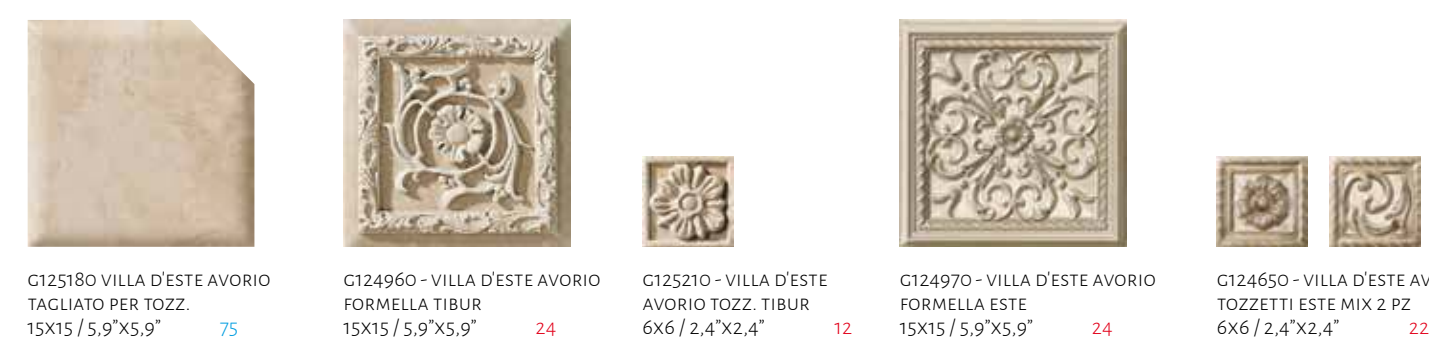 G125180 VILLA D'ESTE AVORIO
TAGLIATO PER TOZZ.
15X15 / 5,9”X5,9” 75
G124960 - VILLA D'ESTE AVORIO
FORMELLA TIBUR
15X15 / 5,9”X5,9” 24
G125210 - VILLA D'ESTE
AVORIO TOZZ. TIBUR
6X6 / 2,4”X2,4” 12
G124970 - VILLA D'ESTE AVORIO
FORMELLA ESTE
15X15 / 5,9”X5,9” 24
G124650 - VILLA D'ESTE AV
TOZZETTI ESTE MIX 2 PZ
6X6 / 2,4”X2,4” 22